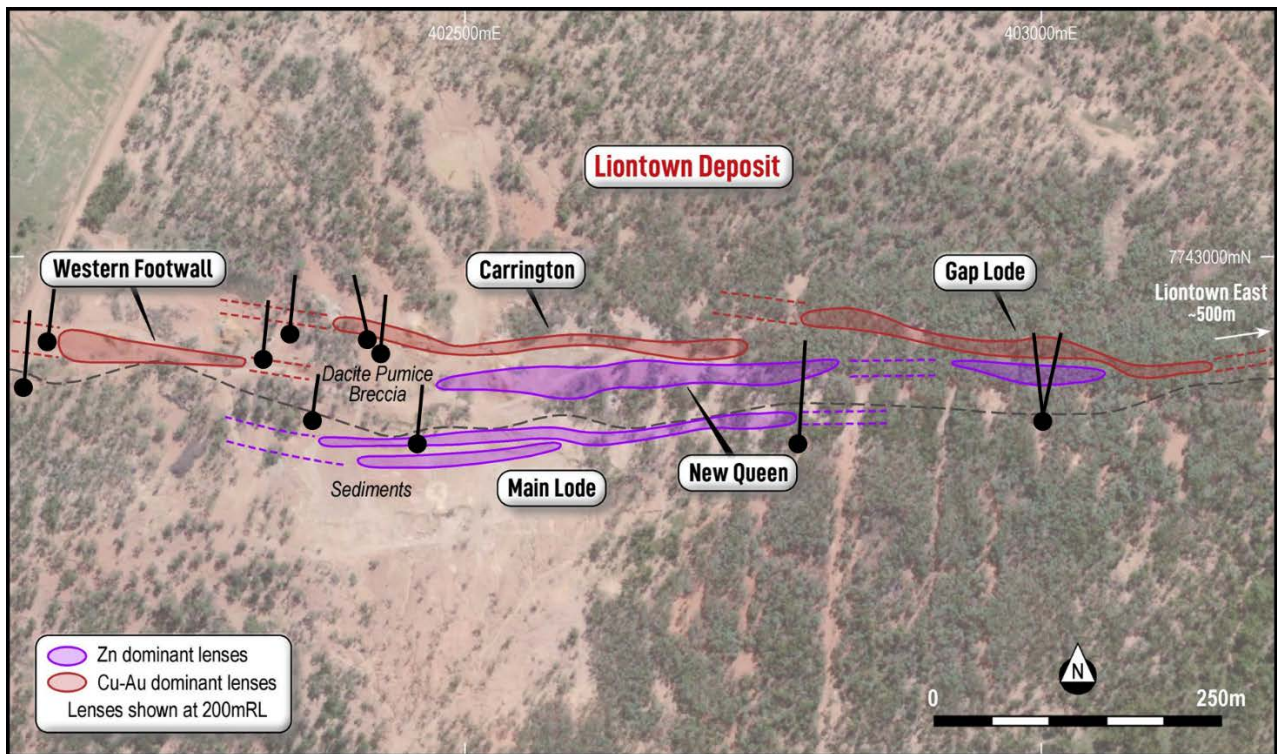 402500mE
403000mE
Liontown Deposit
7743000mN
Western Footwall
Carrington
Gap Lode
Liontown East
~500m
Dacite Pumice
Breccia
New Queen
Main Lode
Sediments
Zn dominant lenses
Cu-Au dominant lenses
Lenses shown at 200mRL
N
0
250m